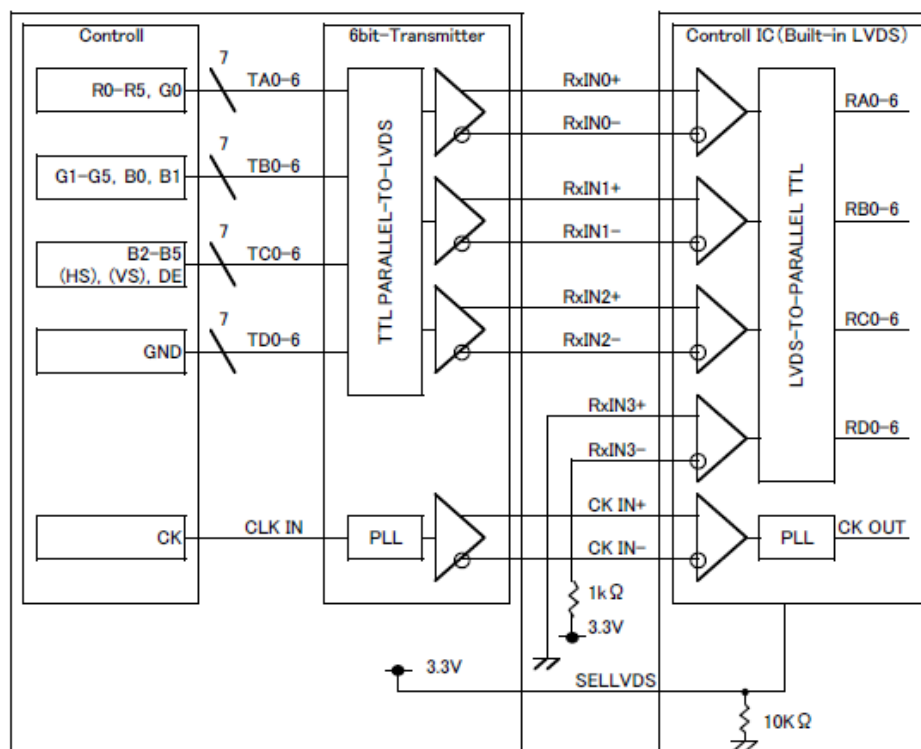 Controll
6bit-Transmitter
Controll IC(Built-in LVDS)
7
R0-R5, G0
TA0-6
RxIN0+
RA0-6
RxIN0-
7
G1-G5, B0, B1
TB0-6
RxIN1+
RB0-6
RxIN1-
7
B2-B5
(HS), (VS), DE
TC0-6
RxIN2+
RC0-6
RxIN2-
7
GND
TD0-6
TTL PARALLEL-TO-LVDS
LVDS-TO-PARALLEL TTL
RxIN3+
RD0-6
RxIN3-
CK IN+
CK
CLK IN
PLL
PLL
CK OUT
CK IN-
1kΩ
3.3V
3.3V
SELLVDS
10KΩ